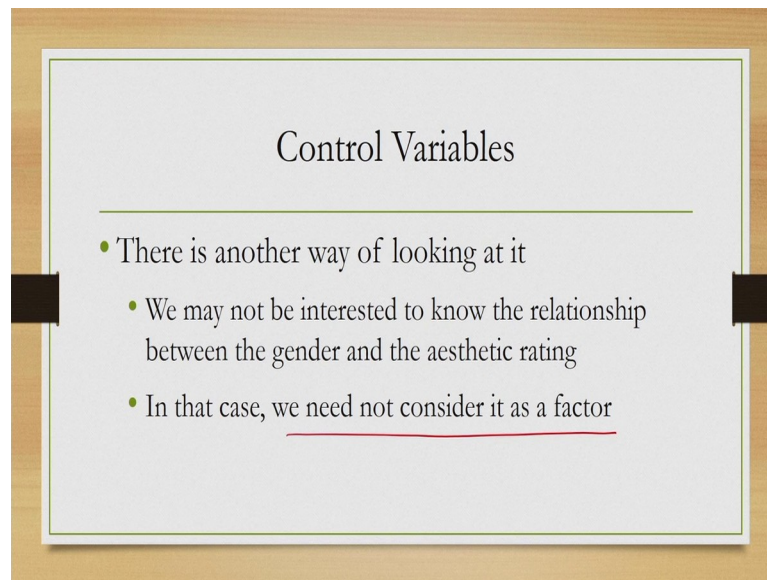 Control Variables
• There is another way of looking at it
• We may not be interested to know the relationship
between the gender and the aesthetic rating
• In that case, we need not consider it as a factor